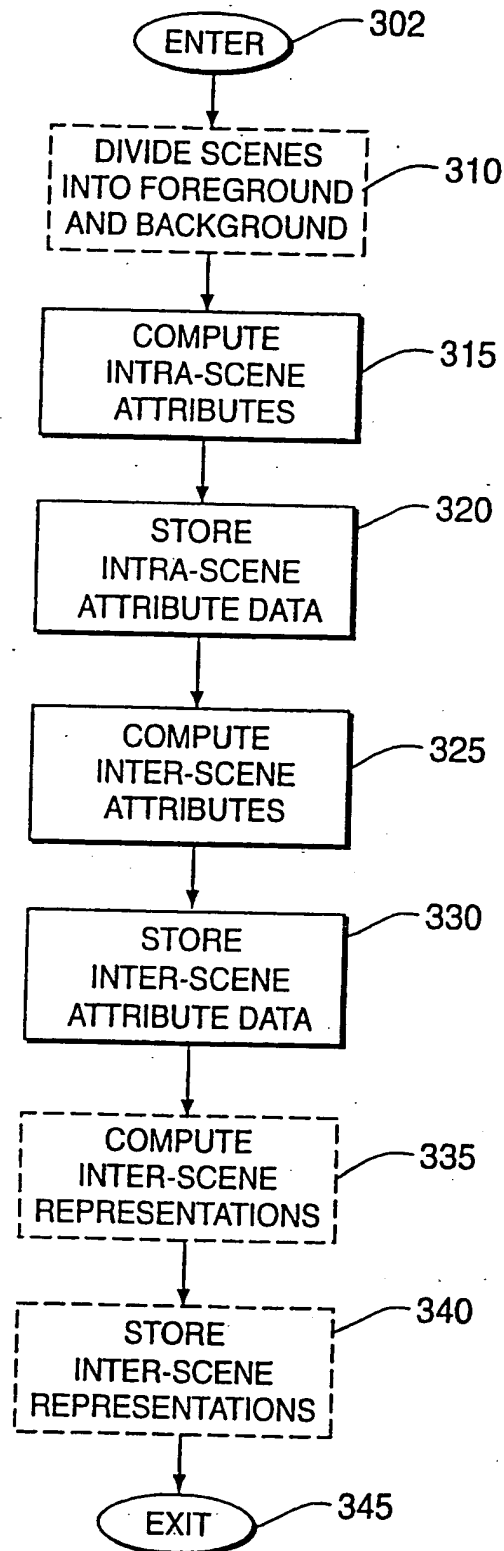 ENTER
302
DIVIDE SCENES
INTO FOREGROUND
AND BACKGROUND
310
COMPUTE
INTRA-SCENE
ATTRIBUTES
315
STORE
INTRA-SCENE
ATTRIBUTE DATA
320
COMPUTE
INTER-SCENE
ATTRIBUTES
325
STORE
INTER-SCENE
ATTRIBUTE DATA
330
COMPUTE
INTER-SCENE
REPRESENTATIONS
335
STORE
INTER-SCENE
REPRESENTATIONS
340
EXIT
345